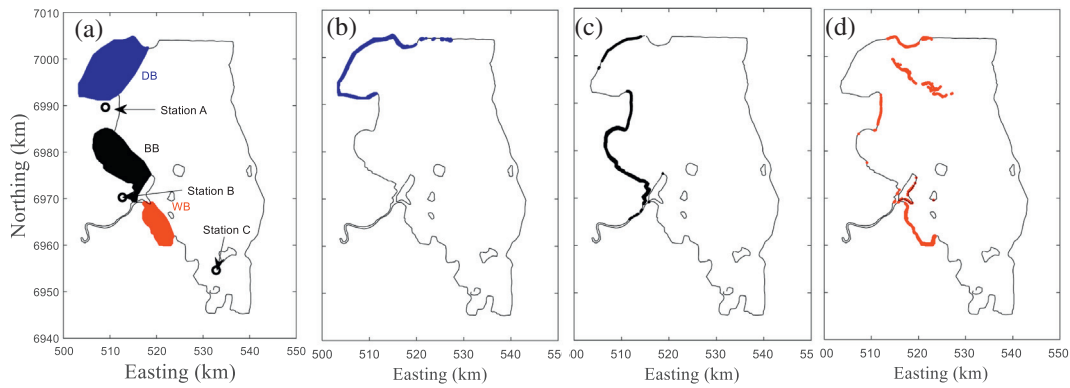 (a)
(b)
(c)
(d)
7010
7000
6990
6980
6970
6960
6950
6940
Northing (km)
DB
Station A
BB
Station B
WB
Station C
500 510 520 530 540 550
510 520 530 540 55
00 510 520 530 540 55
00 510 520 530 540 550
Easting (km)
Easting (km)
Easting (km)
Easting (km)